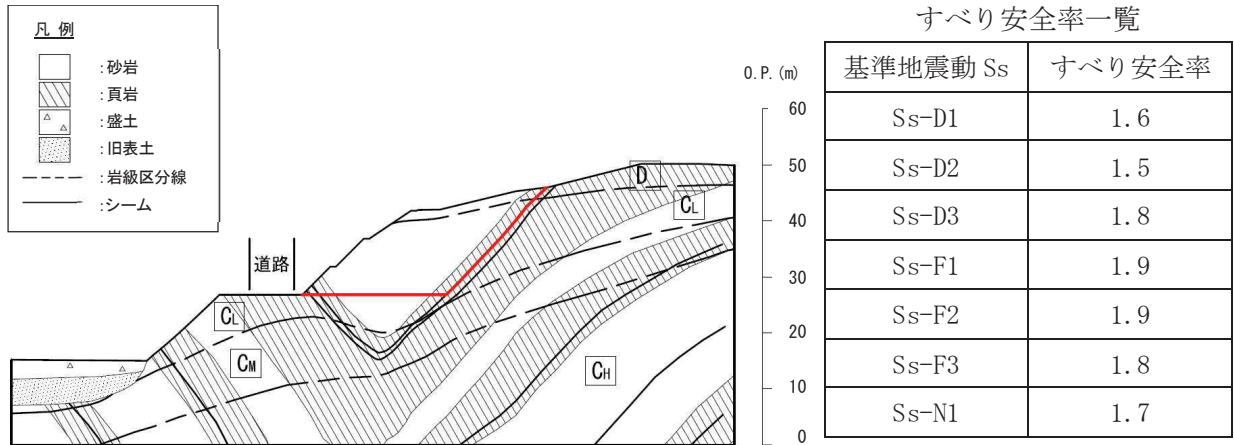 凡 例
:砂岩
:頁岩
:盛土
:旧表土
:岩級区分線
:シーム
道路
CL
CM
D
CL
CH
O.P.(m)
60
50
40
30
20
10
0
すべり安全率一覧
基準地震動 Ss すべり安全率
Ss-D1 1.6
Ss-D2 1.5
Ss-D3 1.8
Ss-F1 1.9
Ss-F2 1.9
Ss-F3 1.8
Ss-N1 1.7